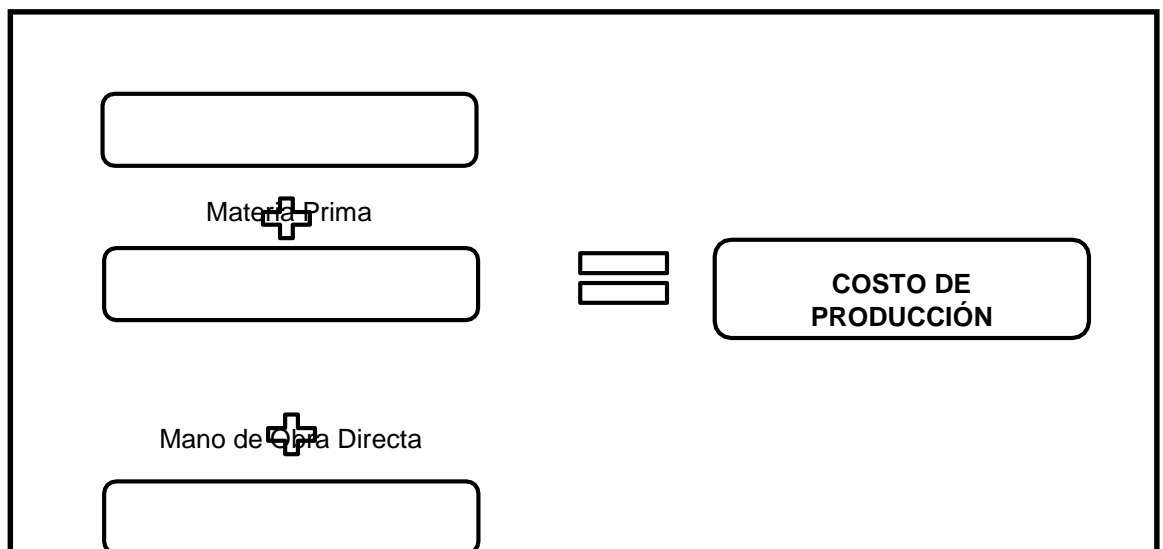 Materia Prima
COSTO DE
PRODUCCIÓN
Mano de Obra Directa